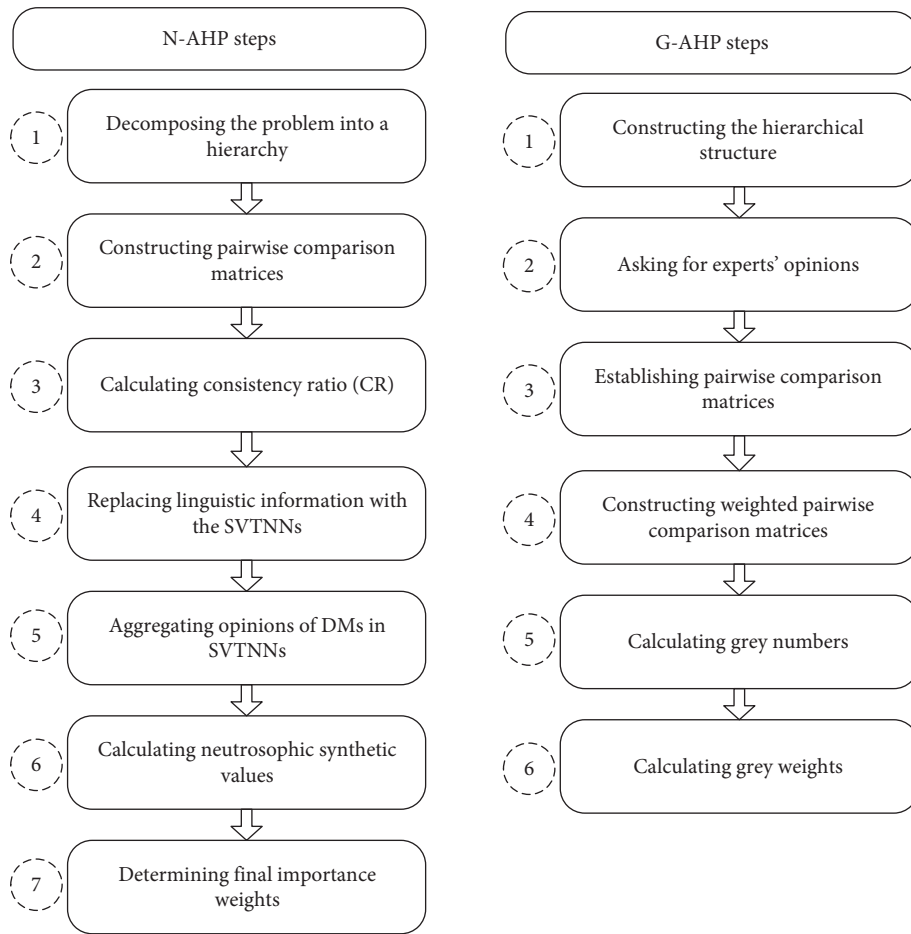 N-AHP steps
1
Decomposing the problem into a
hierarchy
2
Constructing pairwise comparison
matrices
3
Calculating consistency ratio (CR)
4
Replacing linguistic information with
the SVTNNs
5
Aggregating opinions of DMs in
SVTNNs
6
Calculating neutrosophic synthetic
values
7
Determining final importance
weights
G-AHP steps
1
Constructing the hierarchical
structure
2
Asking for experts’ opinions
3
Establishing pairwise comparison
matrices
4
Constructing weighted pairwise
comparison matrices
5
Calculating grey numbers
6
Calculating grey weights